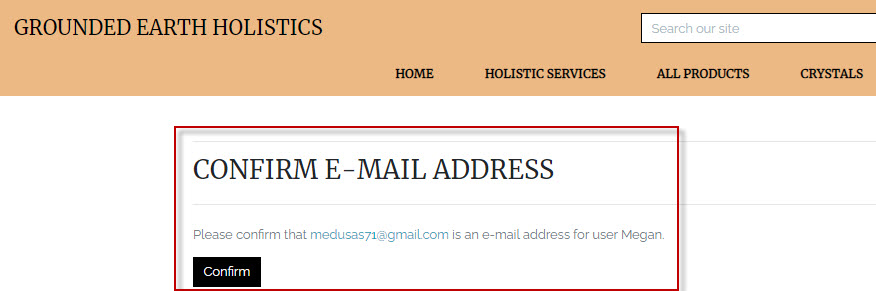 GROUNDED EARTH HOLISTICS
Search our site
HOME HOLISTIC SERVICES ALL PRODUCTS CRYSTALS
CONFIRM E-MAIL ADDRESS
Please confirm that medusas71@gmail.com is an e-mail address for user Megan.
Confirm